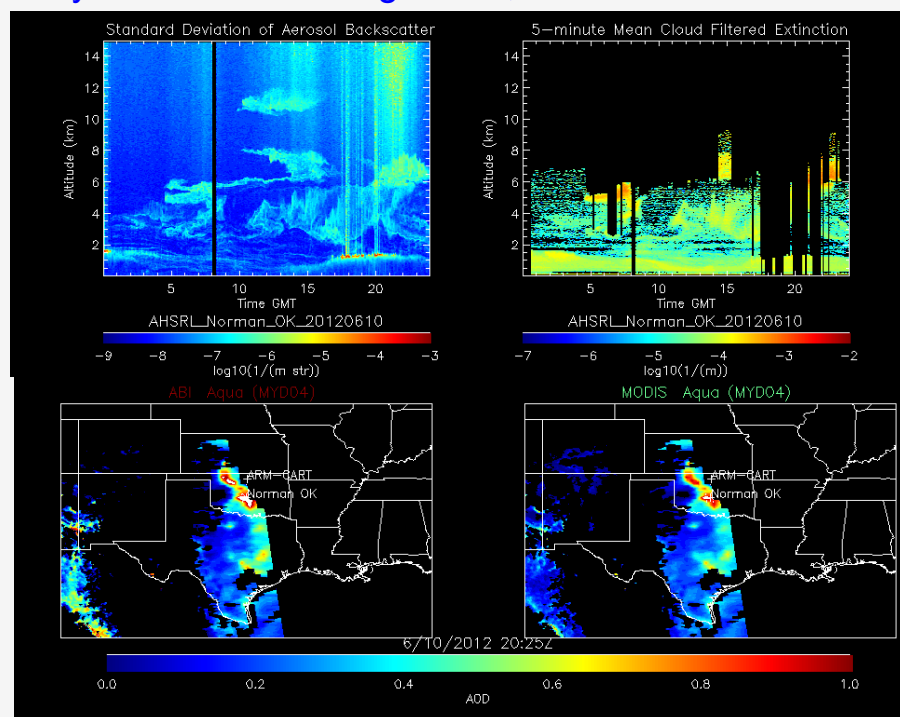 Standard Deviation of Aerosol Backscatter
14
12
10
8
6
4
2
Altitude (km)
5
10
15
20
Time GMT
AHSRL_Norman_OK_20120610
-9
-8
-7
-6
-5
-4
-3
log10(1/(m str))
5-minute Mean Cloud Filtered Extinction
14
12
10
8
6
4
2
Altitude (km)
5
10
15
20
Time GMT
AHSRL_Norman_OK_20120610
-7
-6
-5
-4
-3
-2
log10(1/(m))
ABI Aqua (MYD04)
ARM-CART
Norman OK
MODIS Aqua (MYD04)
ARM-CART
Norman OK
6/10/2012 20:25Z
0.0
0.2
0.4
0.6
0.8
1.0
AOD